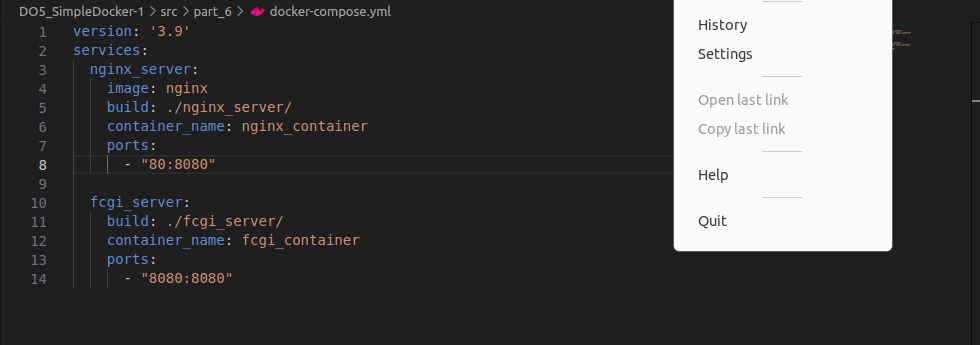 DO5_SimpleDocker-1 > src > part_6 > docker-compose.yml
1 version: '3.9'
2 services:
3 nginx_server:
4 image: nginx
5 build: ./nginx_server/
6 container_name: nginx_container
7 ports:
8 - "80:8080"
9
10 fcgi_server:
11 build: ./fcgi_server/
12 container_name: fcgi_container
13 ports:
14 - "8080:8080"
History
Settings
Open last link
Copy last link
Help
Quit